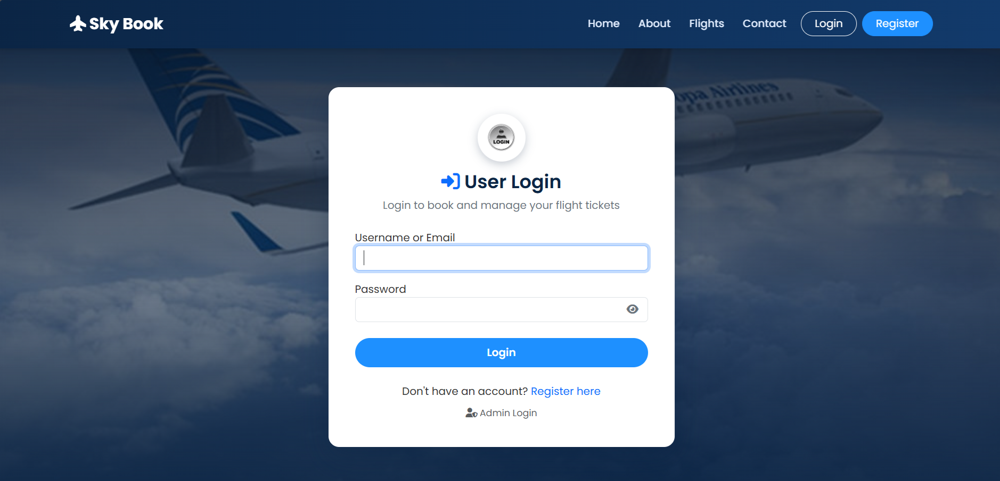 Sky Book
Home
About
Flights
Contact
Login
Register
Airlines
LOGIN
User Login
Login to book and manage your flight tickets
Username or Email
Password
Login
Don't have an account? Register here
Admin Login